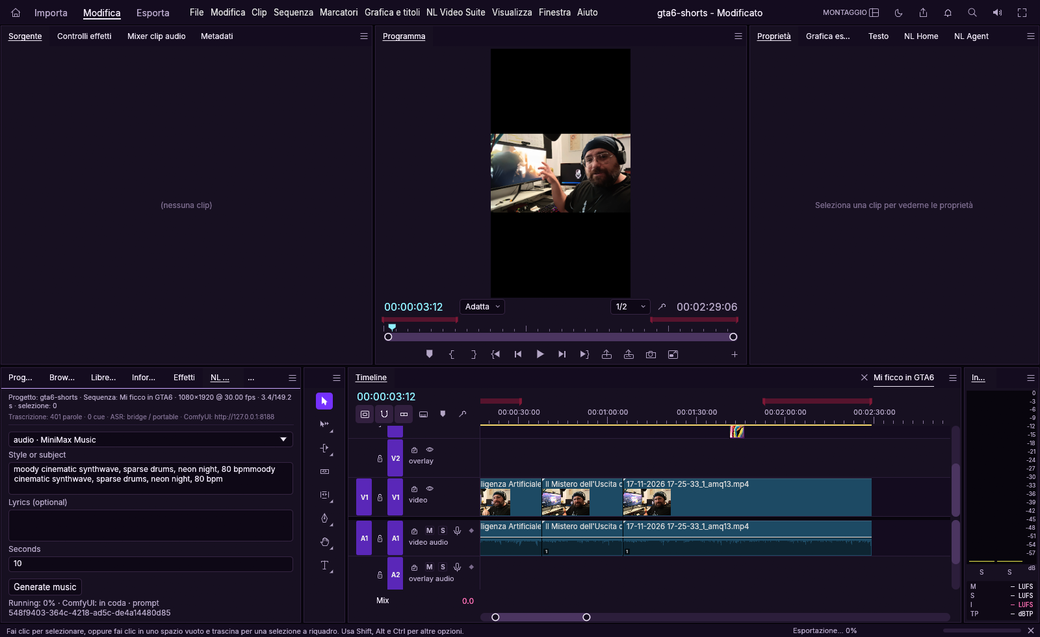 Importa Modifica Esporta File Modifica Clip Sequenza Marcatori Grafica e titoli NL Video Suite Visualizza Finestra Aiuto gta6-shorts - Modificato MONTAGGIO
Sorgente Controlli effetti Mixer clip audio Metadati
Programma
Proprietà Grafica es... Testo NL Home NL Agent
(nessuna clip)
Seleziona una clip per vederne le proprietà
00:00:03:12 Adatta 1/2 00:02:29:06
Prog... Brow... Libre... Infor... Effetti NL ... ...
Progetto: gta6-shorts · Sequenza: Mi ficco in GTA6 · 1080×1920 @ 30.00 fps · 3.4/149.2
s · selezione: 0
Trascrizione: 401 parole · 0 cue · ASR: bridge / portable · ComfyUI: http://127.0.0.1:8188
audio · MiniMax Music
Style or subject
moody cinematic synthwave, sparse drums, neon night, 80 bpmmoody
cinematic synthwave, sparse drums, neon night, 80 bpm
Lyrics (optional)
Seconds
10
Generate music
Running: 0% · ComfyUI: in coda · prompt
548f9403-364c-4218-ad5c-de4a14480d85
Timeline
Mi ficco in GTA6
00:00:03:12
00:00:30:00 00:01:00:00 00:01:30:00 00:02:00:00 00:02:30:00
V2 overlay
V1 V1 video
ligenza Artificiale Il Mistero dell'Uscita d 17-11-2026 17-25-33_1_amq13.mp4
A1 A1 M S video audio
ligenza Artificiale Il Mistero dell'Uscita d 17-11-2026 17-25-33_1_amq13.mp4
1 1
A2 M S overlay audio
Mix 0.0
In...
0
-3
-6
-9
-12
-15
-18
-21
-24
-27
-30
-33
-36
-39
-42
-45
-48
-51
-54
-57
dB
S S
M – LUFS
S – LUFS
I – LUFS
TP – dBTP
Fai clic per selezionare, oppure fai clic in uno spazio vuoto e trascina per una selezione a riquadro. Usa Shift, Alt e Ctrl per altre opzioni.
Esportazione... 0%